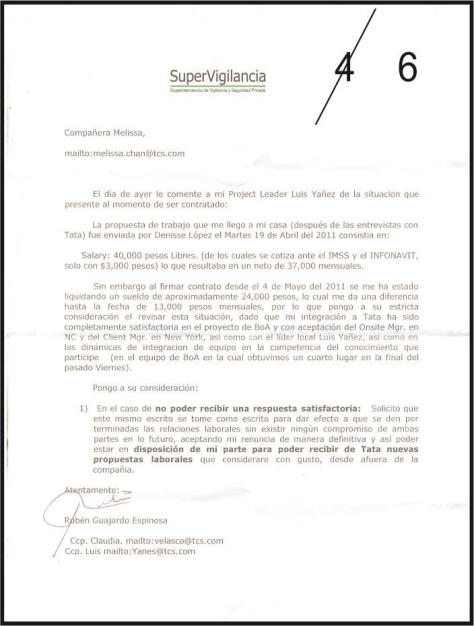 4 6
SuperVigilancia
Superintendencia de Vigilancia y Seguridad Privada
Compañera Melissa,
mailto:melissa.chan@tcs.com
El día de ayer le comente a mi Project Leader Luis Yañez de la situacion que
presente al momento de ser contratado:
La propuesta de trabajo que me llego a mi casa (después de las entrevistas con
Tata) fue enviada por Denisse López el Martes 19 de Abril del 2011 consistia en:
Salary: 40,000 pesos Libres. (de los cuales se cotiza ante el IMSS y el INFONAVIT,
solo con $3,000 pesos) lo que resultaba en un neto de 37,000 mensuales.
Sin embargo al firmar contrato desde el 4 de Mayo del 2011 se me ha estado
liquidando un sueldo de aproximadamente 24,000 pesos, lo cual me da una diferencia
hasta la fecha de 13,000 pesos mensuales, por lo que pongo a su estricta
consideración el revisar esta situación, dado que mi integración a Tata ha sido
completamente satisfactoria en el proyecto de BoA y con aceptación del Onsite Mgr. en
NC y del Client Mgr. en New York, así como con el líder local Luis Yañez, asi como en
las dinámicas de integracion de equipo en la competencia del conocimiento que
participe (en el equipo de BoA en la cual obtuvimos un cuarto lugar en la final del
pasado Viernes).
Pongo a su consideración:
1) En el caso de no poder recibir una respuesta satisfactoria: Solicito que
este mismo escrito se tome como escrito para dar efecto a que se den por
terminadas las relaciones laborales sin existir ningún compromiso de ambas
partes en lo futuro, aceptando mi renuncia de manera definitiva y así poder
estar en disposición de mi parte para poder recibir de Tata nuevas
propuestas laborales que considerare con gusto, desde afuera de la
compañia.
Atentamente:
Rubén Guajardo Espinosa
Ccp. Claudia. mailto:velasco@tcs.com
Ccp. Luis mailto:Yanes@tcs.com